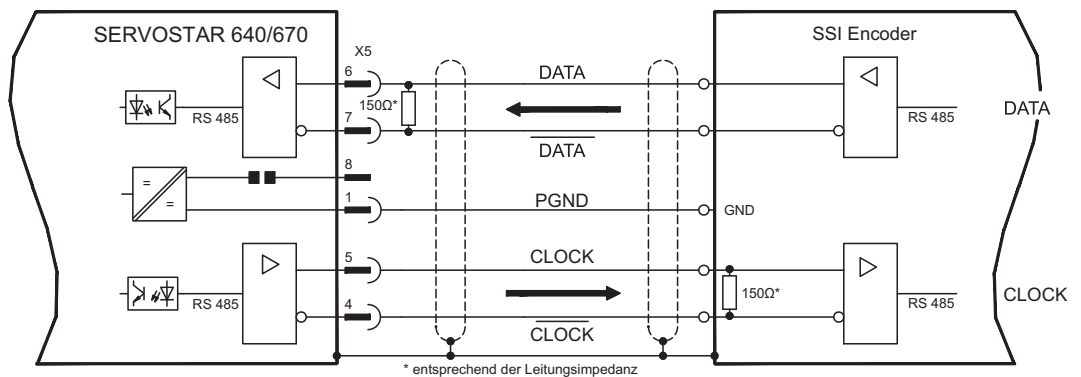 SERVOSTAR 640/670
SSI Encoder
X5
6
DATA
150Ω*
RS 485
RS 485
DATA
7
DATA
8
=
=
1
PGND
GND
5
CLOCK
150Ω*
RS 485
RS 485
CLOCK
4
CLOCK
* entsprechend der Leitungsimpedanz